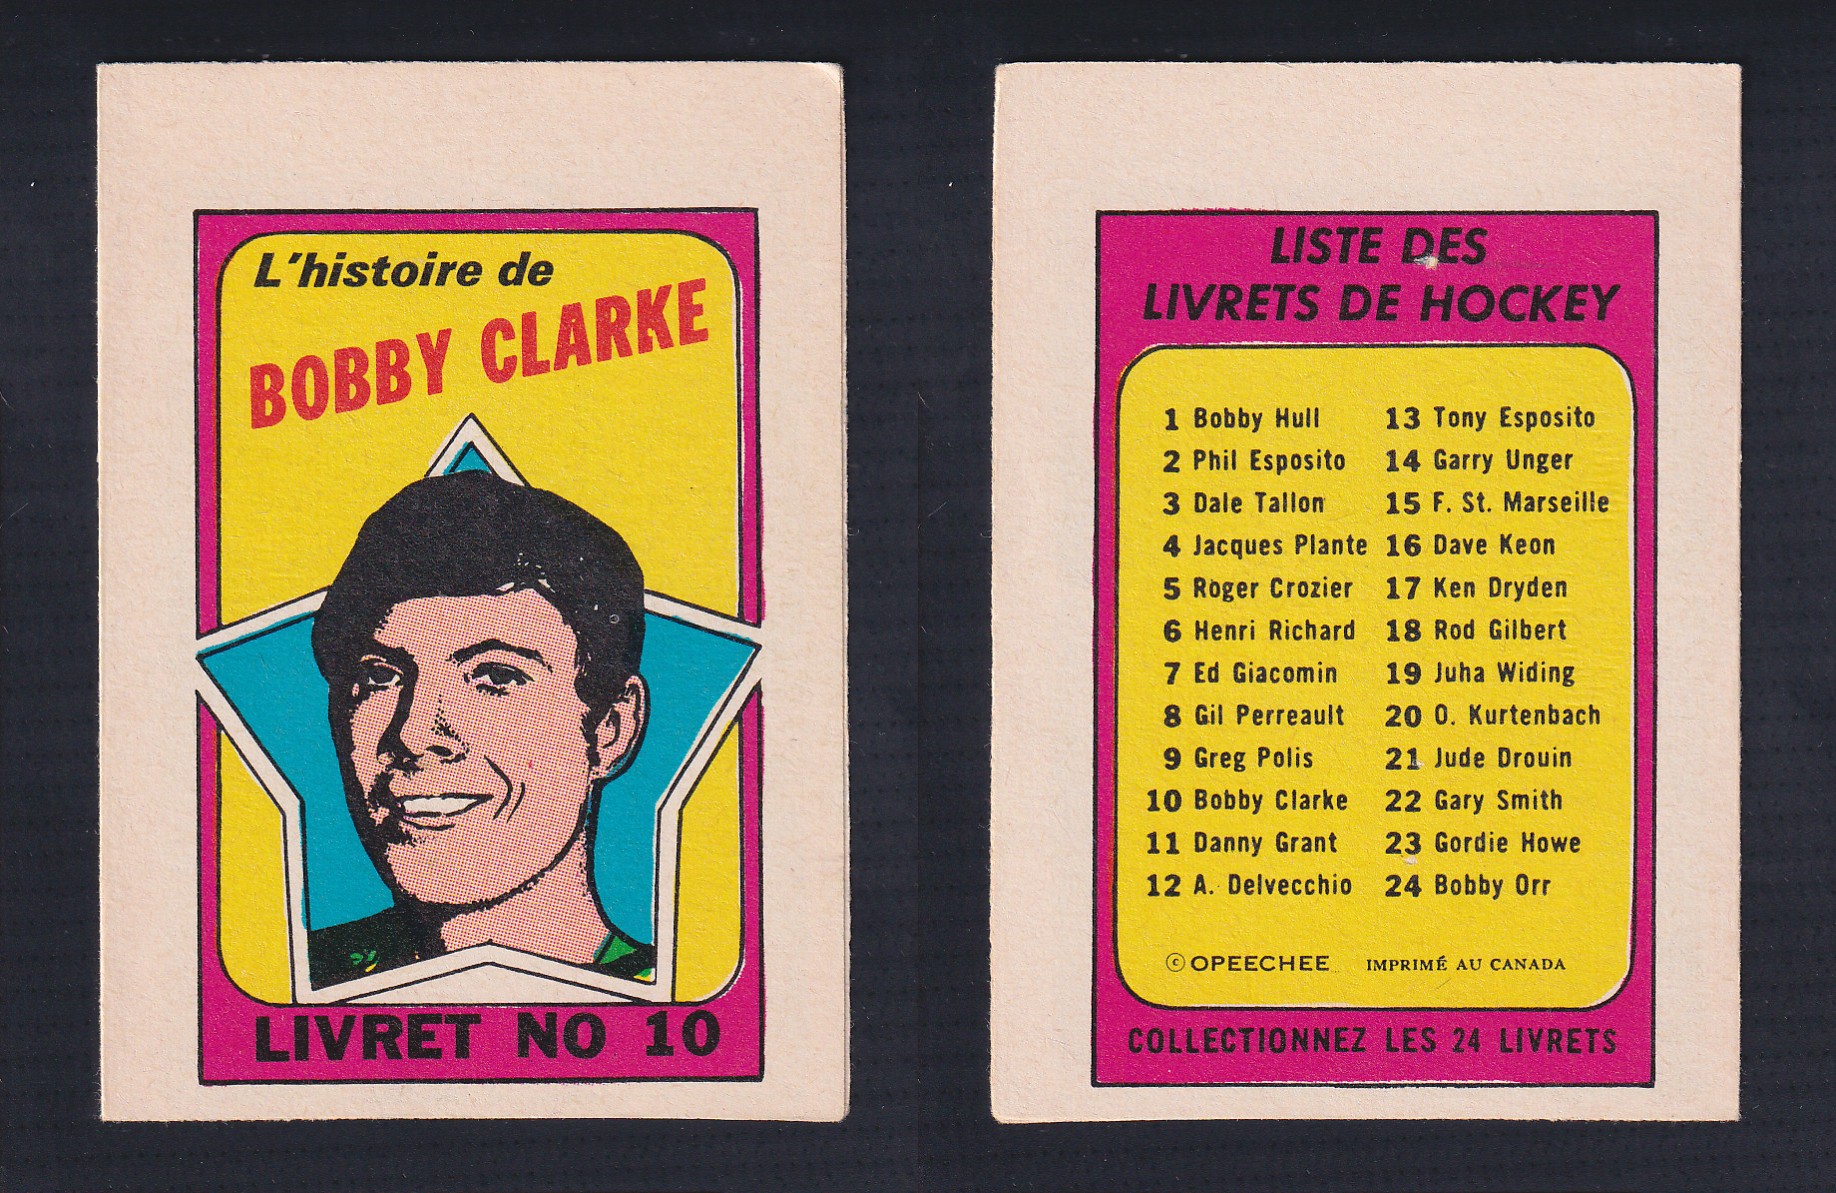 L'histoire de
BOBBY CLARKE
LIVRET NO 10
LISTE DES
LIVRETS DE HOCKEY
1 Bobby Hull
2 Phil Esposito
3 Dale Tallon
4 Jacques Plante
5 Roger Crozier
6 Henri Richard
7 Ed Giacomin
8 Gil Perreault
9 Greg Polis
10 Bobby Clarke
11 Danny Grant
12 A. Delvecchio
13 Tony Esposito
14 Garry Unger
15 F. St. Marseille
16 Dave Keon
17 Ken Dryden
18 Rod Gilbert
19 Juha Widing
20 O. Kurtenbach
21 Jude Drouin
22 Gary Smith
23 Gordie Howe
24 Bobby Orr
© OPEECHEE IMPRIMÉ AU CANADA
COLLECTIONNEZ LES 24 LIVRETS